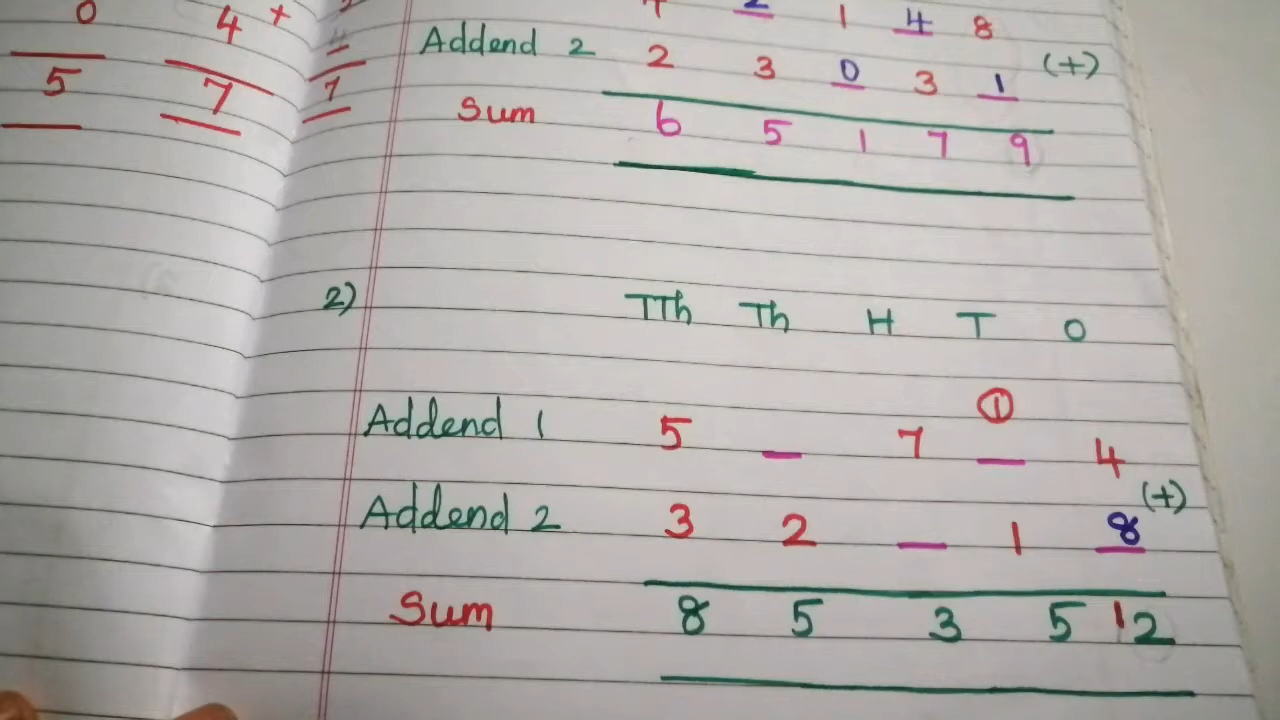 0 4 +
5 7 7
2 1 4 8
Addend 2 2 3 0 3 1 (+)
Sum 6 5 1 7 9
2) TTh Th H T O
1
Addend 1 5 _ 7 _ 4
Addend 2 3 2 _ 1 8 (+)
Sum 8 5 3 5 12